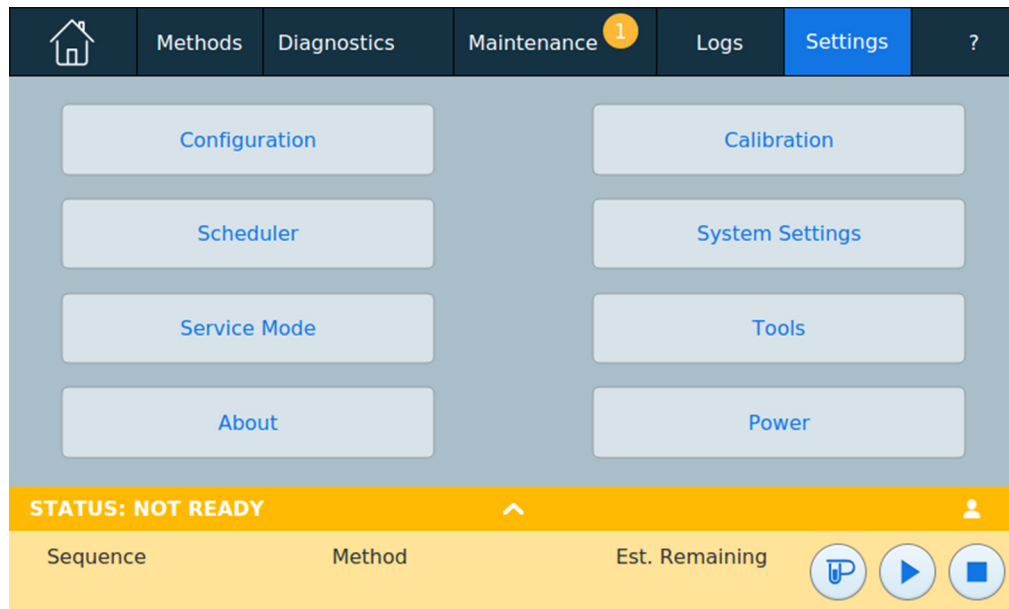 Methods Diagnostics Maintenance 1 Logs Settings ?
Configuration Calibration
Scheduler System Settings
Service Mode Tools
About Power
STATUS: NOT READY
Sequence Method Est. Remaining